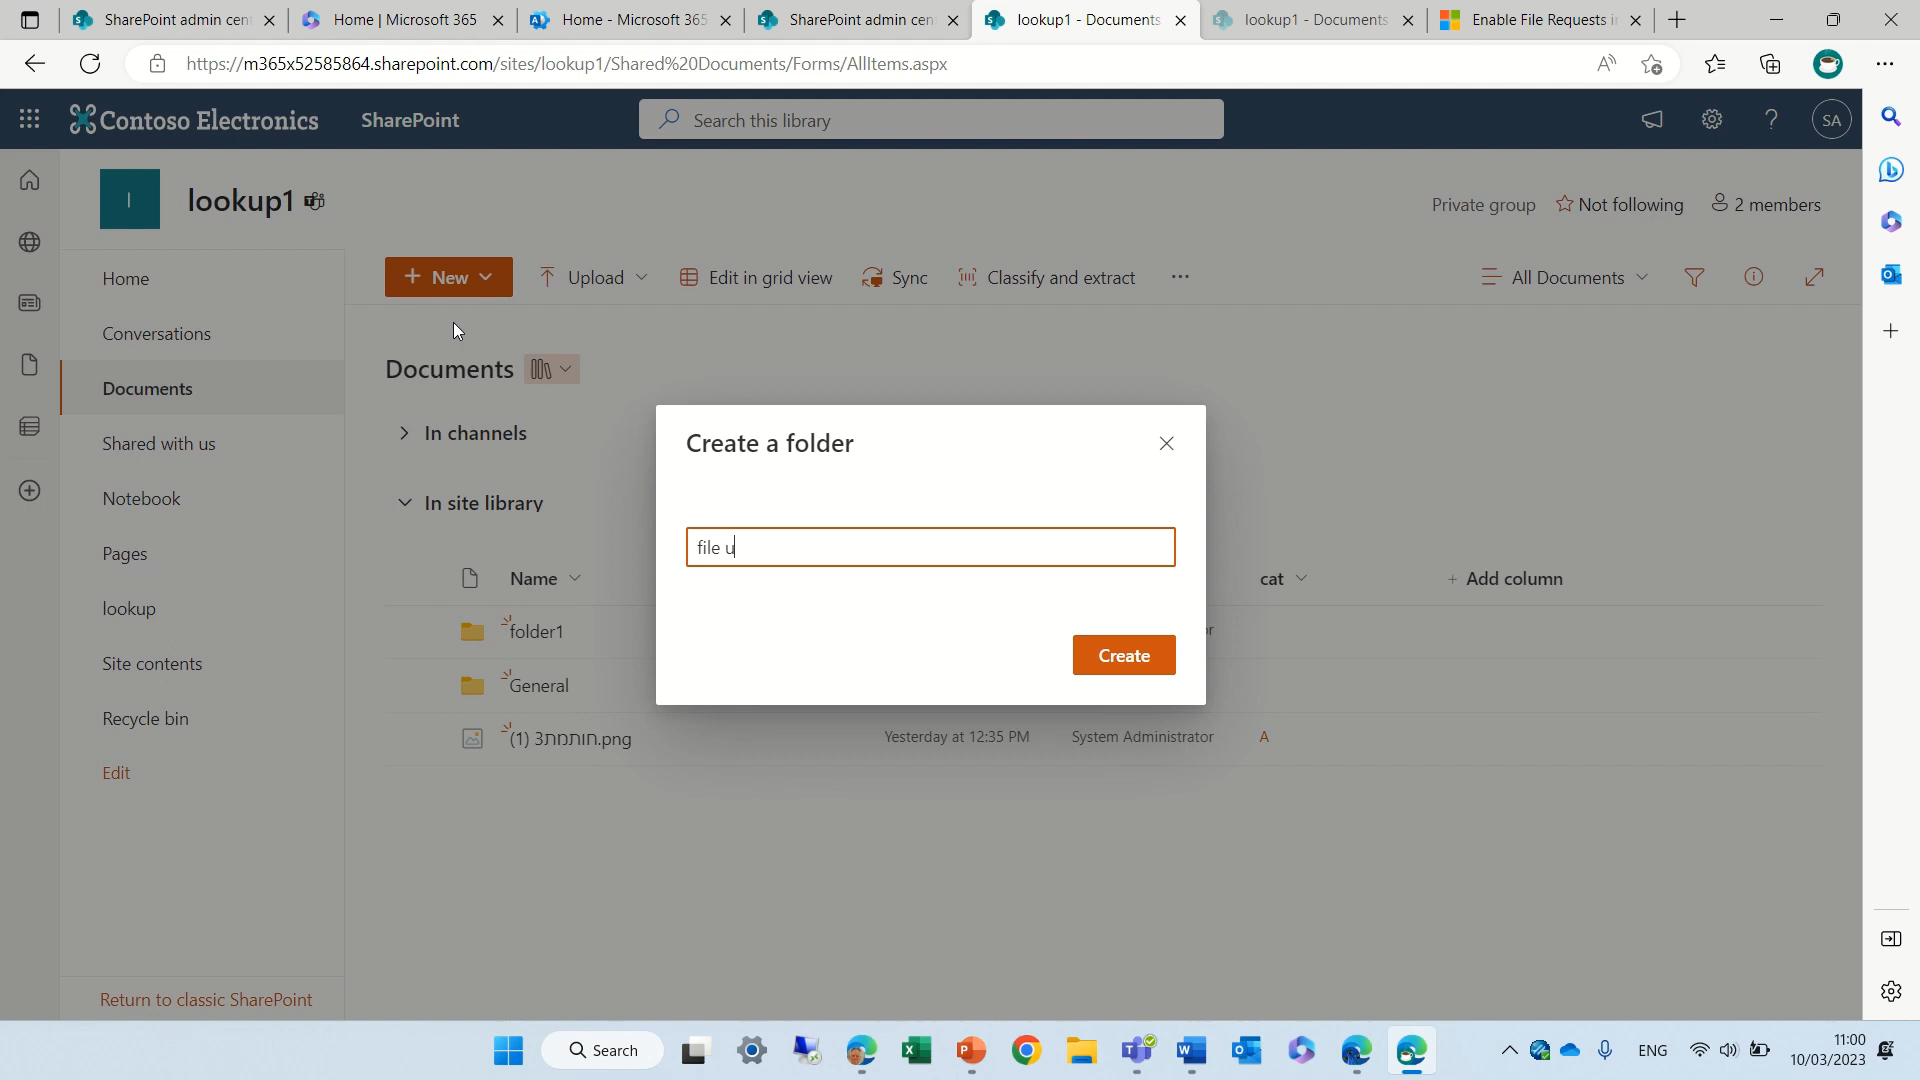 SharePoint admin cen
Home | Microsoft 365
Home - Microsoft 365
SharePoint admin cen
lookup1 - Documents
lookup1 - Documents
Enable File Requests in
https://m365x52585864.sharepoint.com/sites/lookup1/Shared%20Documents/Forms/AllItems.aspx
Contoso Electronics
SharePoint
Search this library
SA
l
lookup1
Private group
Not following
2 members
Home
Conversations
Documents
Shared with us
Notebook
Pages
lookup
Site contents
Recycle bin
Edit
Return to classic SharePoint
New
Upload
Edit in grid view
Sync
Classify and extract
All Documents
Documents
In channels
In site library
Name
cat
Add column
folder1
or
General
חותמת3 (1).png
Yesterday at 12:35 PM
System Administrator
A
Create a folder
file u
Create
Search
ENG
11:00
10/03/2023